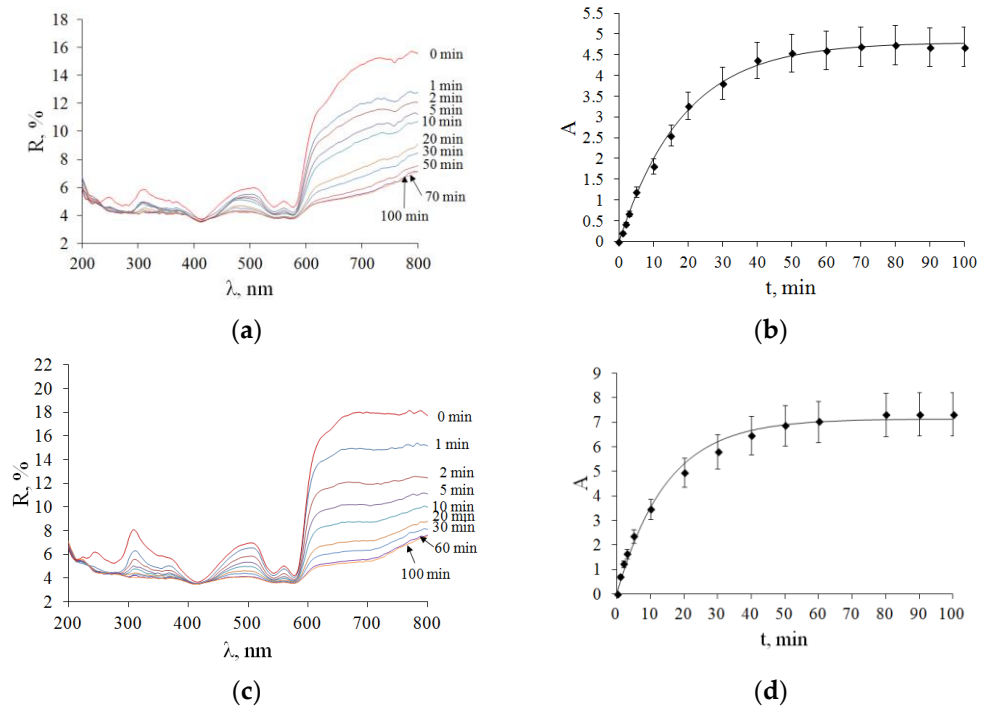 18
16
14
12
10
8
6
4
2
R, %
0 min
1 min
2 min
5 min
10 min
20 min
30 min
50 min
70 min
100 min
200 300 400 500 600 700 800
λ, nm
(a)
5.5
5
4.5
4
3.5
3
2.5
2
1.5
1
0.5
0
A
0 10 20 30 40 50 60 70 80 90 100
t, min
(b)
22
20
18
16
14
12
10
8
6
4
2
R, %
0 min
1 min
2 min
5 min
10 min
20 min
30 min
60 min
100 min
200 300 400 500 600 700 800
λ, nm
(c)
9
8
7
6
5
4
3
2
1
0
A
0 10 20 30 40 50 60 70 80 90 100
t, min
(d)